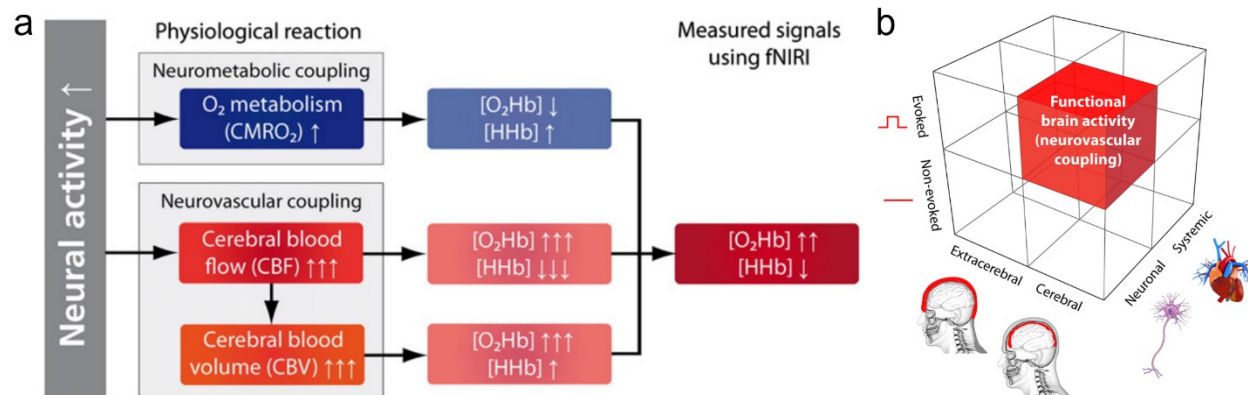 a
Neural activity ↑
Physiological reaction
Measured signals
using fNIRI
Neurometabolic coupling
O₂ metabolism
(CMRO₂) ↑
[O₂Hb] ↓
[HHb] ↑
Neurovascular coupling
Cerebral blood
flow (CBF) ↑↑↑
[O₂Hb] ↑↑↑
[HHb] ↓↓↓
[O₂Hb] ↑↑
[HHb] ↓
Cerebral blood
volume (CBV) ↑↑↑
[O₂Hb] ↑↑↑
[HHb] ↑
b
Evoked
Non-evoked
Functional
brain activity
(neurovascular
coupling)
Extracerebral
Cerebral
Neuronal
Systemic